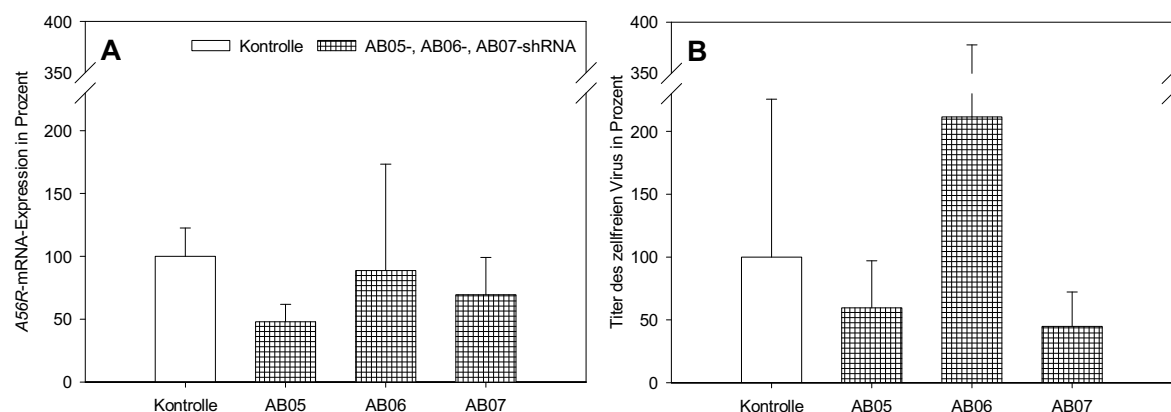 A
Kontrolle
AB05-, AB06-, AB07-shRNA
A56R-mRNA-Expression in Prozent
400
350
200
150
100
50
0
Kontrolle
AB05
AB06
AB07
B
Titer des zellfreien Virus in Prozent
400
350
200
150
100
50
0
Kontrolle
AB05
AB06
AB07